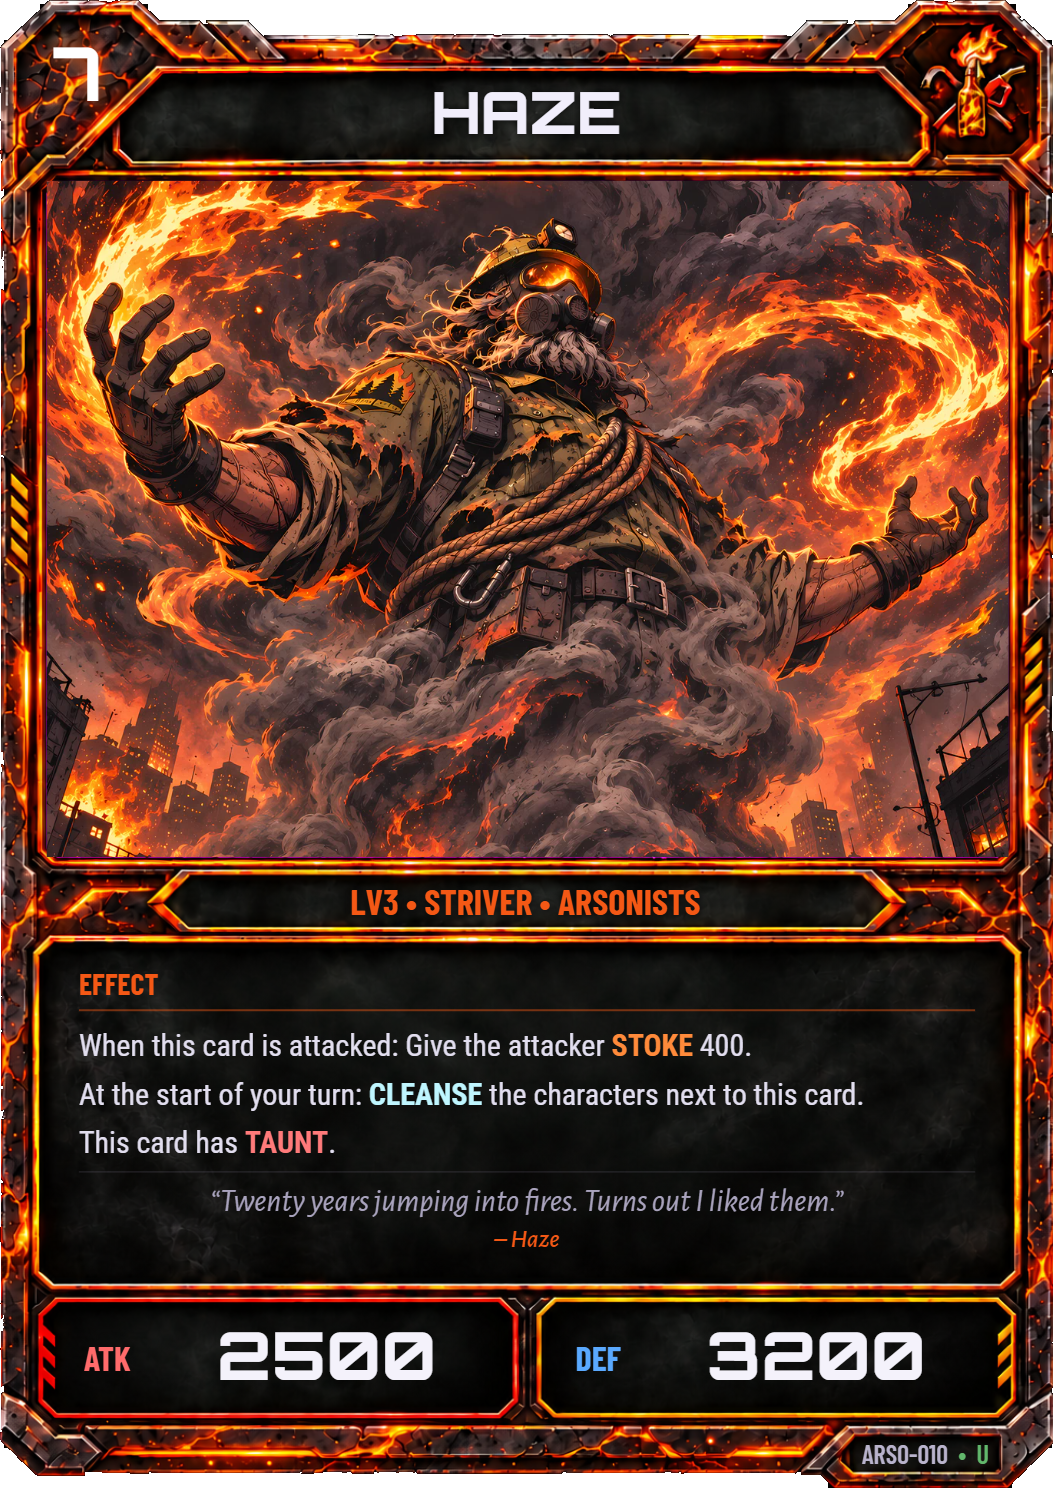 7
HAZE
LV3 • STRIVER • ARSONISTS
EFFECT
When this card is attacked: Give the attacker STOKE 400.
At the start of your turn: CLEANSE the characters next to this card.
This card has TAUNT.
“Twenty years jumping into fires. Turns out I liked them.”
– Haze
ATK 2500
DEF 3200
ARSO-010 • U